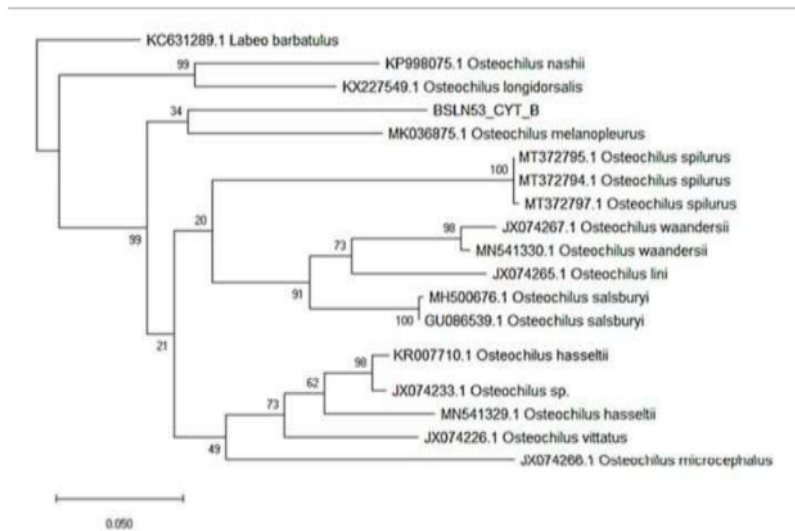 KC631289.1 Labeo barbatulus
99
KP998075.1 Osteochilus nashii
KX227549.1 Osteochilus longidorsalis
34
BSLN53_CYT_B
MK036875.1 Osteochilus melanopleurus
99
MT372795.1 Osteochilus spilurus
100
MT372794.1 Osteochilus spilurus
MT372797.1 Osteochilus spilurus
20
98
JX074267.1 Osteochilus waandersii
MN541330.1 Osteochilus waandersii
73
JX074265.1 Osteochilus lini
91
MH500676.1 Osteochilus salsburyi
100
GU086539.1 Osteochilus salsburyi
21
KR007710.1 Osteochilus hasseltii
98
JX074233.1 Osteochilus sp.
62
MN541329.1 Osteochilus hasseltii
73
JX074226.1 Osteochilus vittatus
49
JX074266.1 Osteochilus microcephalus
0.050